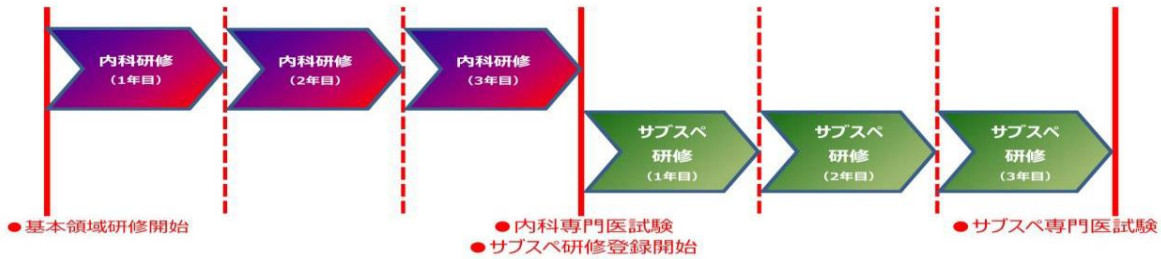 内科研修
（1年目）
内科研修
（2年目）
内科研修
（3年目）
サブスペ
研修
（1年目）
サブスペ
研修
（2年目）
サブスペ
研修
（3年目）
●基本領域研修開始
●内科専門医試験
●サブスペ研修登録開始
●サブスペ専門医試験